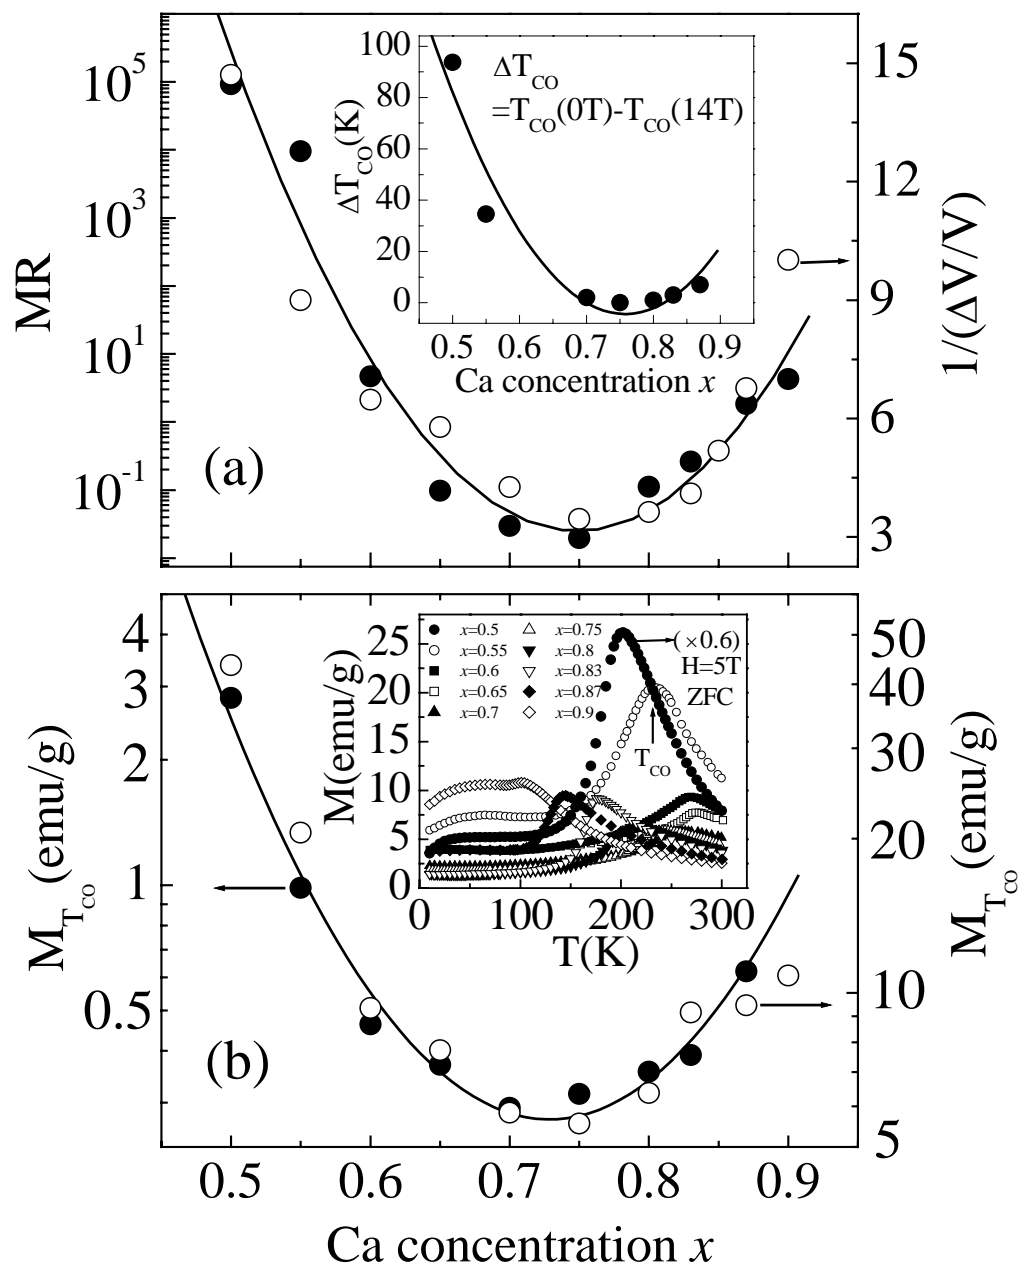 MR
10^5
10^3
10^1
10^-1
(a)
1/(ΔV/V)
15
12
9
6
3
ΔT_CO(K)
100
80
60
40
20
0
ΔT_CO
=T_CO(0T)-T_CO(14T)
0.5 0.6 0.7 0.8 0.9
Ca concentration x
M_T_CO (emu/g)
4
3
2
1
0.5
(b)
M_T_CO (emu/g)
50
40
30
20
10
5
M(emu/g)
25
20
15
10
5
0
x=0.5 x=0.75
x=0.55 x=0.8
x=0.6 x=0.83
x=0.65 x=0.87
x=0.7 x=0.9
(×0.6)
H=5T
ZFC
T_CO
0 100 200 300
T(K)
0.5 0.6 0.7 0.8 0.9
Ca concentration x